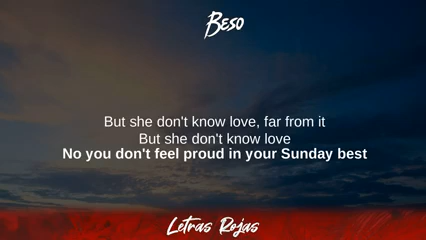 Beso
But she don't know love, far from it
But she don't know love
No you don't feel proud in your Sunday best
Letras Rojas